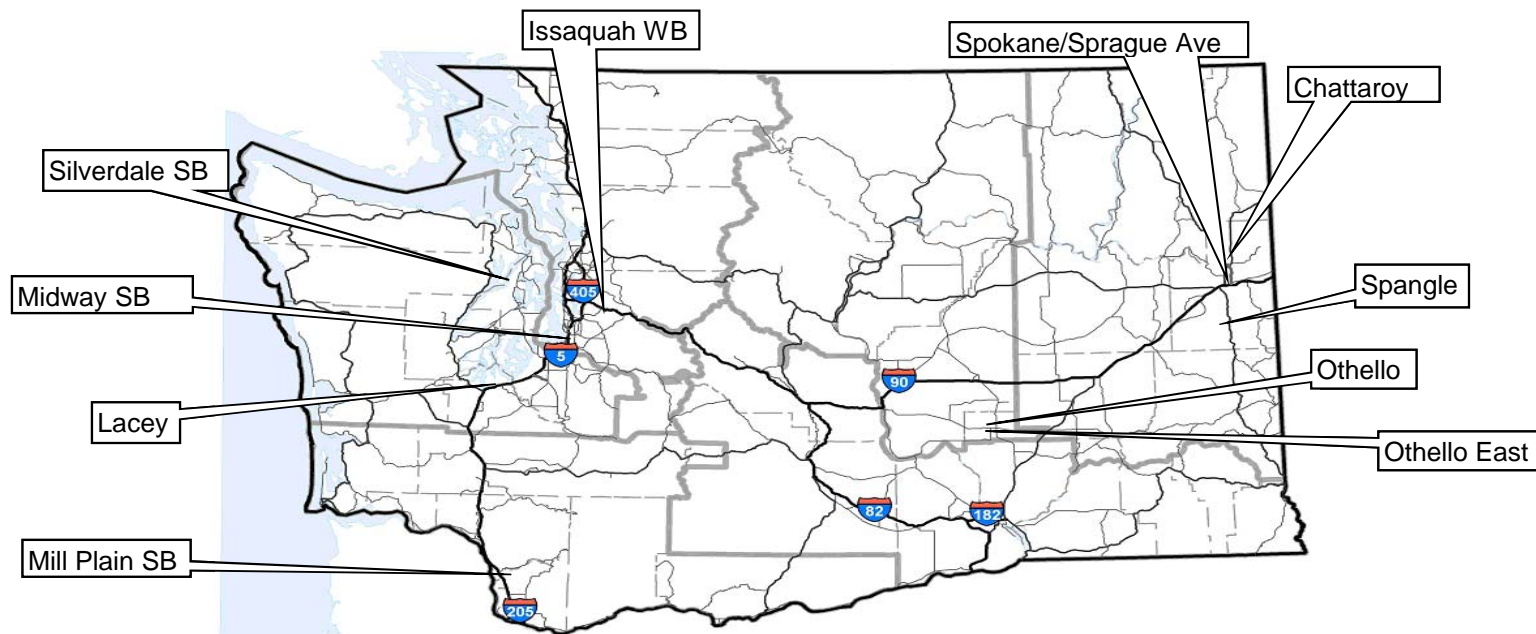 Issaquah WB
Spokane/Sprague Ave
Chattaroy
Silverdale SB
Midway SB
405
Spangle
5
90
Othello
Lacey
Othello East
82
182
Mill Plain SB
205